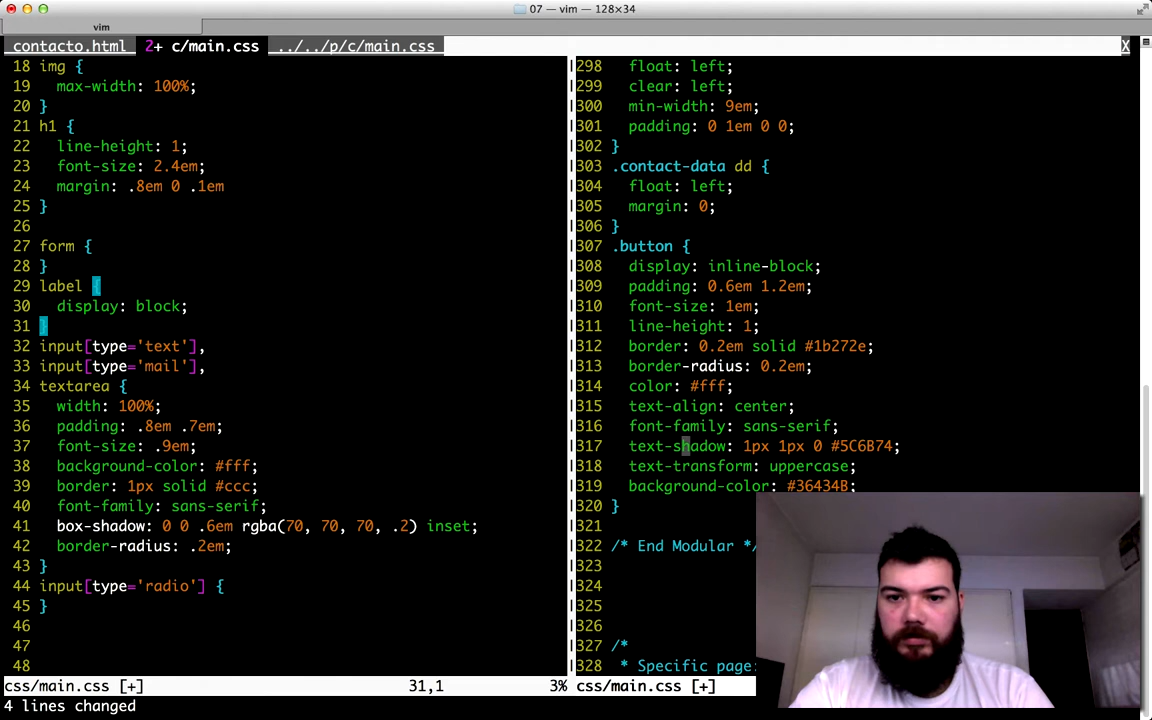 07 — vim — 128×34
vim
contacto.html 2+ c/main.css ../../p/c/main.css X
18 img {
19 max-width: 100%;
20 }
21 h1 {
22 line-height: 1;
23 font-size: 2.4em;
24 margin: .8em 0 .1em
25 }
26
27 form {
28 }
29 label {
30 display: block;
31 }
32 input[type='text'],
33 input[type='mail'],
34 textarea {
35 width: 100%;
36 padding: .8em .7em;
37 font-size: .9em;
38 background-color: #fff;
39 border: 1px solid #ccc;
40 font-family: sans-serif;
41 box-shadow: 0 0 .6em rgba(70, 70, 70, .2) inset;
42 border-radius: .2em;
43 }
44 input[type='radio'] {
45 }
46
47
48
css/main.css [+] 31,1 3%
4 lines changed
298 float: left;
299 clear: left;
300 min-width: 9em;
301 padding: 0 1em 0 0;
302 }
303 .contact-data dd {
304 float: left;
305 margin: 0;
306 }
307 .button {
308 display: inline-block;
309 padding: 0.6em 1.2em;
310 font-size: 1em;
311 line-height: 1;
312 border: 0.2em solid #1b272e;
313 border-radius: 0.2em;
314 color: #fff;
315 text-align: center;
316 font-family: sans-serif;
317 text-shadow: 1px 1px 0 #5C6B74;
318 text-transform: uppercase;
319 background-color: #36434B;
320 }
321
322 /* End Modular */
323
324
325
326
327 /*
328 * Specific page:
css/main.css [+]